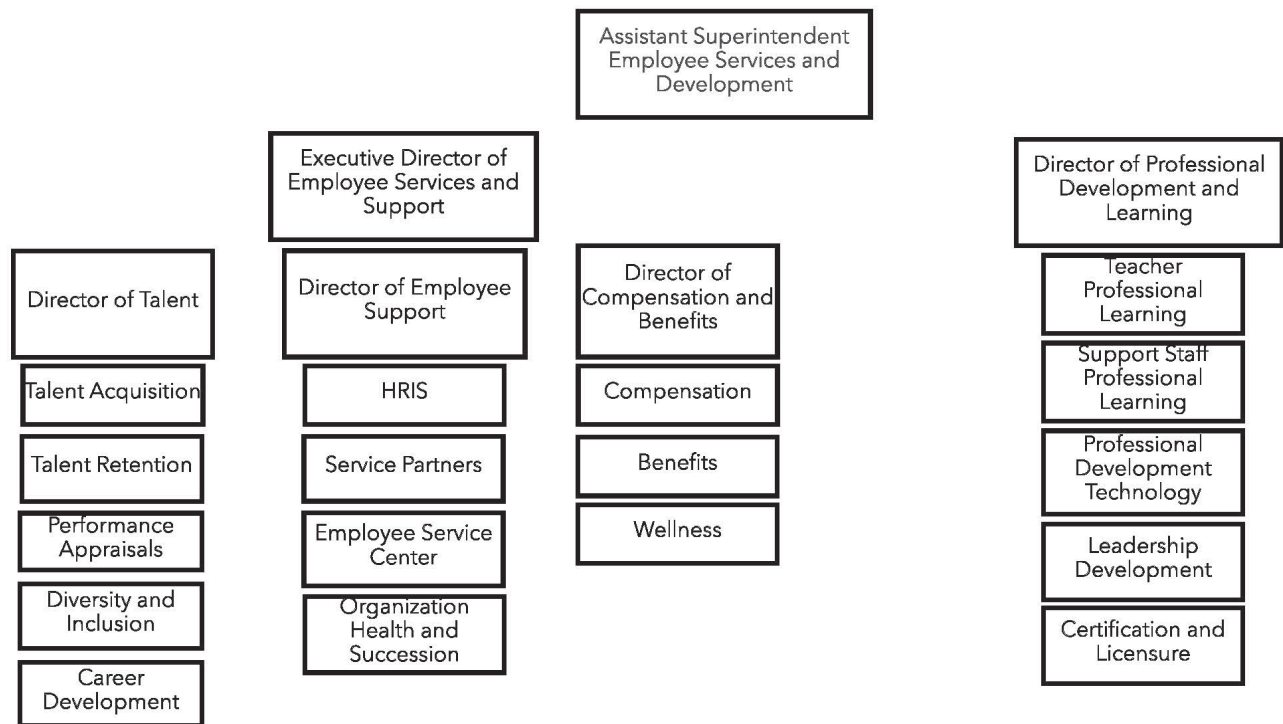 Assistant Superintendent
Employee Services and
Development
Executive Director of
Employee Services and
Support
Director of Professional
Development and
Learning
Director of Talent
Director of Employee
Support
Director of
Compensation and
Benefits
Teacher
Professional
Learning
Talent Acquisition
HRIS
Compensation
Support Staff
Professional
Learning
Talent Retention
Service Partners
Benefits
Professional
Development
Technology
Performance
Appraisals
Employee Service
Center
Wellness
Leadership
Development
Diversity and
Inclusion
Organization
Health and
Succession
Certification and
Licensure
Career
Development